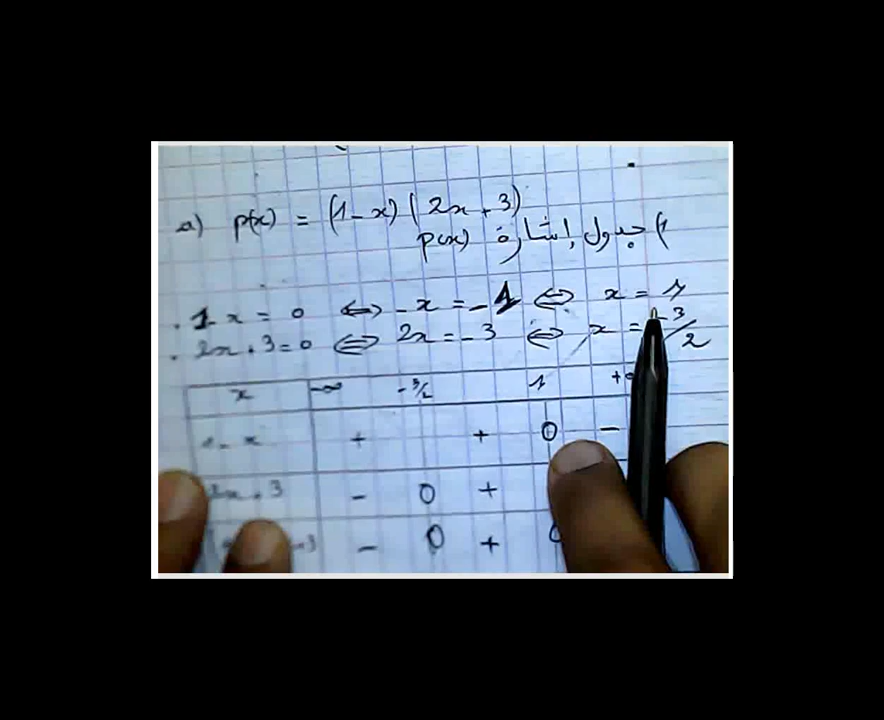 a) p(x) = (1-x)(2x+3)
1) جدول إشارة p(x)
. 1-x = 0 ⇔ -x = -1 ⇔ x = 1
. 2x+3=0 ⇔ 2x = -3 ⇔ x = -3/2
x -∞ -3/2 1
1-x + + 0 -
2x+3 - 0 +
- 0 + 0